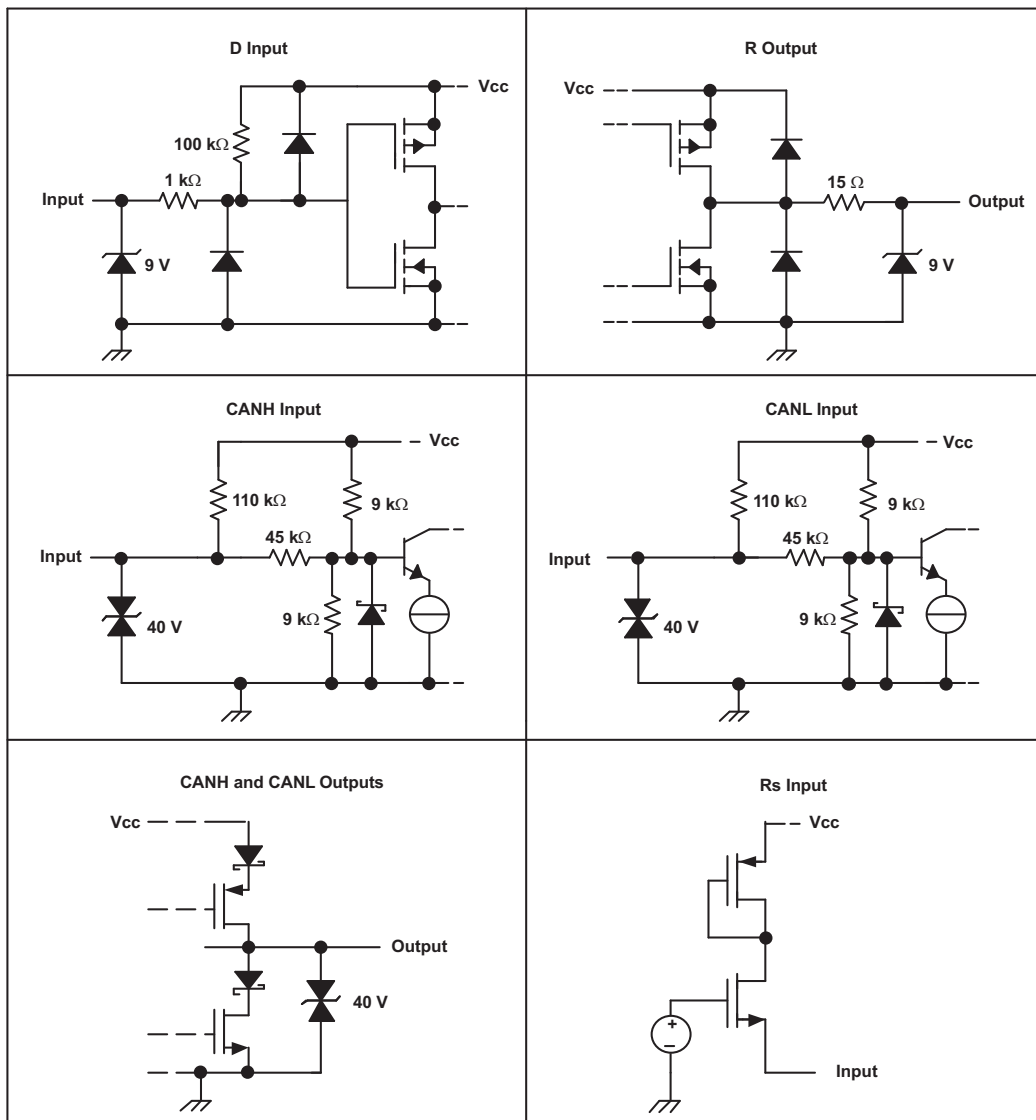 D Input
Vcc
100 kΩ
1 kΩ
Input
9 V
R Output
Vcc
15 Ω
Output
9 V
CANH Input
Vcc
110 kΩ
9 kΩ
45 kΩ
Input
9 kΩ
40 V
CANL Input
Vcc
110 kΩ
9 kΩ
45 kΩ
Input
9 kΩ
40 V
CANH and CANL Outputs
Vcc
Output
40 V
Rs Input
Vcc
+
−
Input